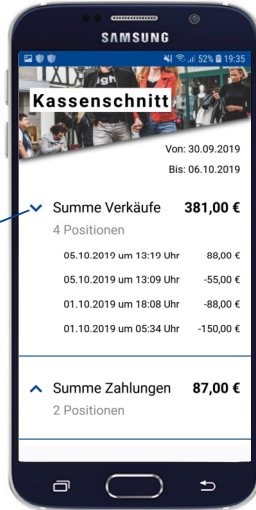 SAMSUNG
52% 19:35
Kassenschnitt
Von: 30.09.2019
Bis: 06.10.2019
Summe Verkäufe 381,00 €
4 Positionen
05.10.2019 um 13:19 Uhr 88,00 €
05.10.2019 um 13:09 Uhr -55,00 €
01.10.2019 um 18:08 Uhr -88,00 €
01.10.2019 um 05:34 Uhr -150,00 €
Summe Zahlungen 87,00 €
2 Positionen